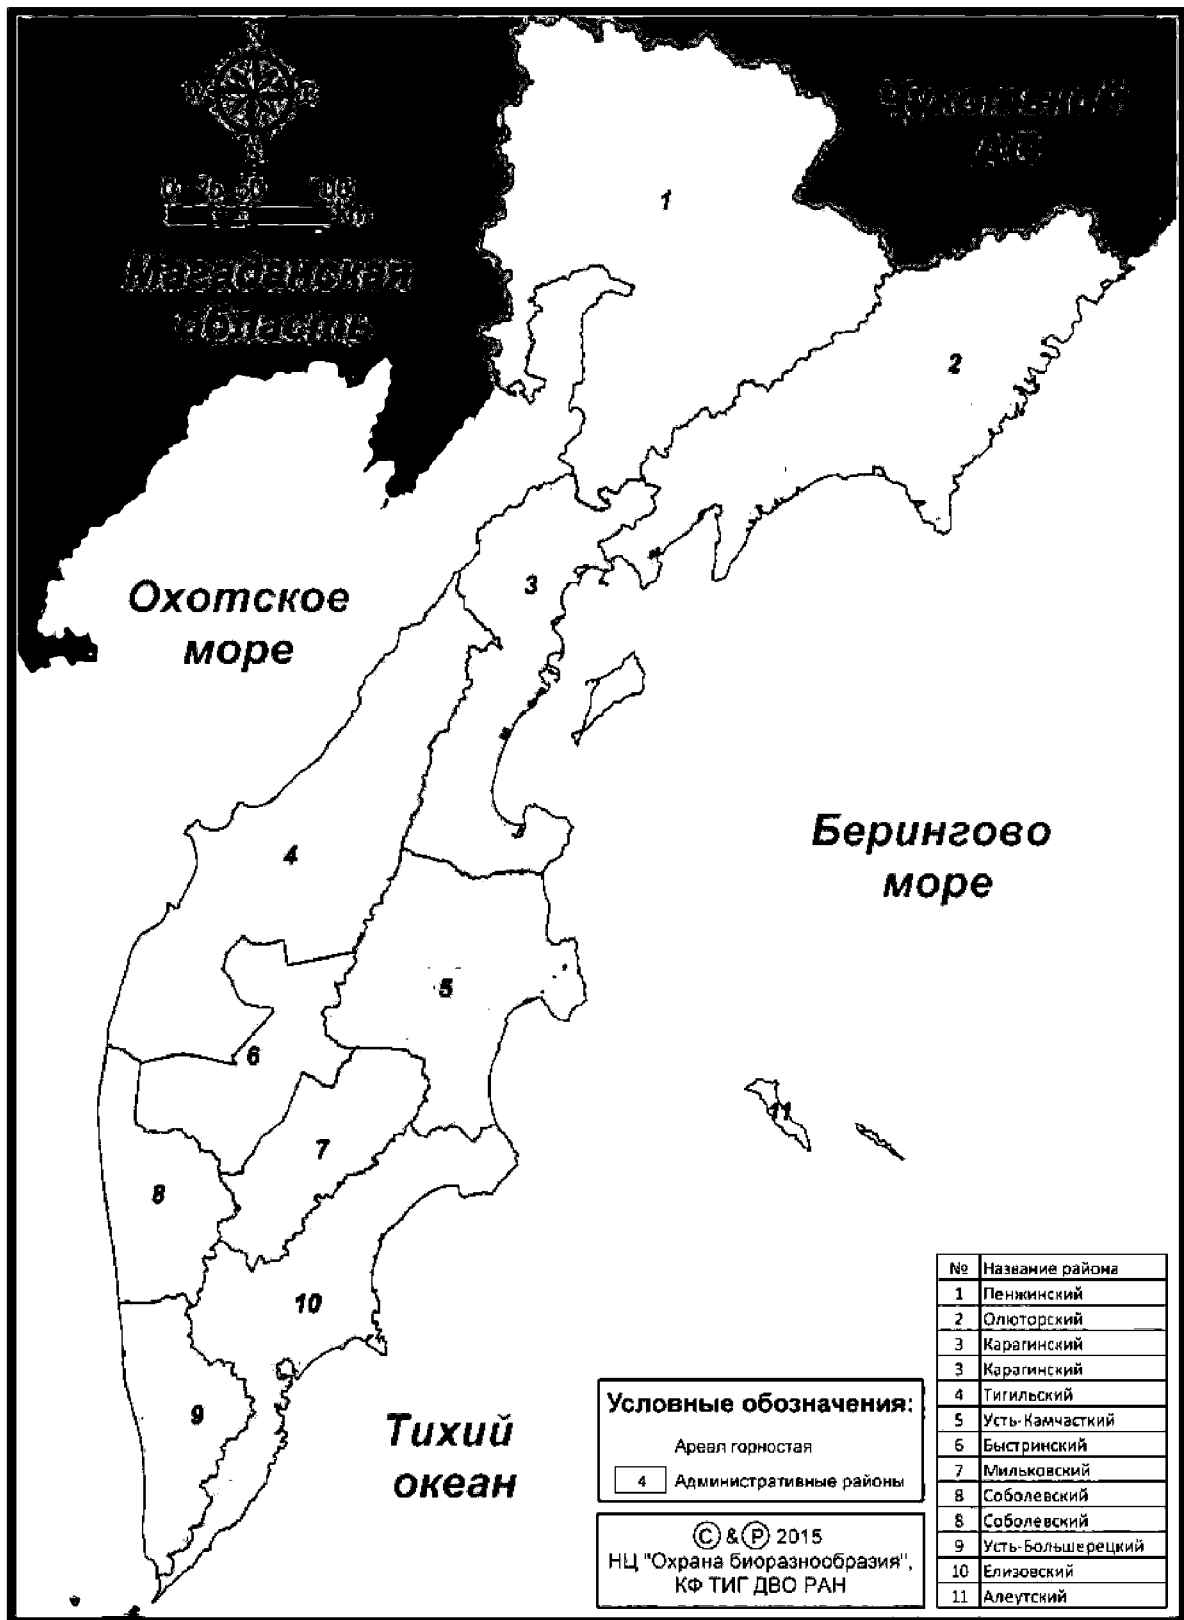 Чукотский
АО
1
Магаданская
область
2
Охотское
море
3
4
Берингово
море
5
6
11
7
8
10
9
Тихий
океан
Условные обозначения:
Ареал горностая
4 Административные районы
© & Ⓟ 2015
НЦ "Охрана биоразнообразия",
КФ ТИГ ДВО РАН
№ Название района
1 Пенжинский
2 Олюторский
3 Карагинский
3 Карагинский
4 Тигильский
5 Усть-Камчасткий
6 Быстринский
7 Мильковский
8 Соболевский
8 Соболевский
9 Усть-Большерецкий
10 Елизовский
11 Алеутский